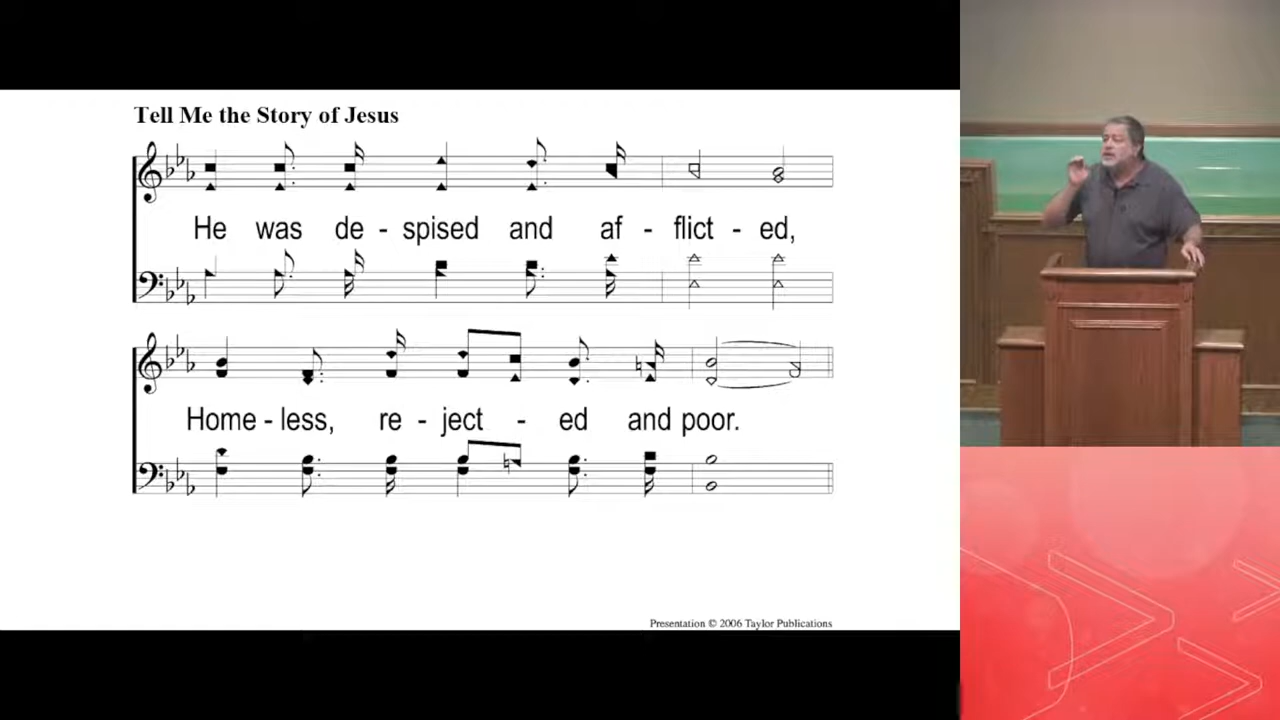 Tell Me the Story of Jesus
He was de - spised and af - flict - ed,
Home - less, re - ject - ed and poor.
Presentation © 2006 Taylor Publications